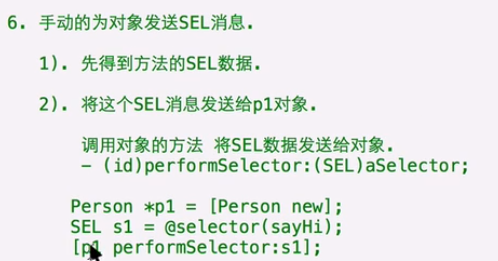 6. 手动的为对象发送SEL消息.
1). 先得到方法的SEL数据.
2). 将这个SEL消息发送给p1对象.
调用对象的方法 将SEL数据发送给对象.
- (id)performSelector:(SEL)aSelector;
Person *p1 = [Person new];
SEL s1 = @selector(sayHi);
[p1 performSelector:s1];